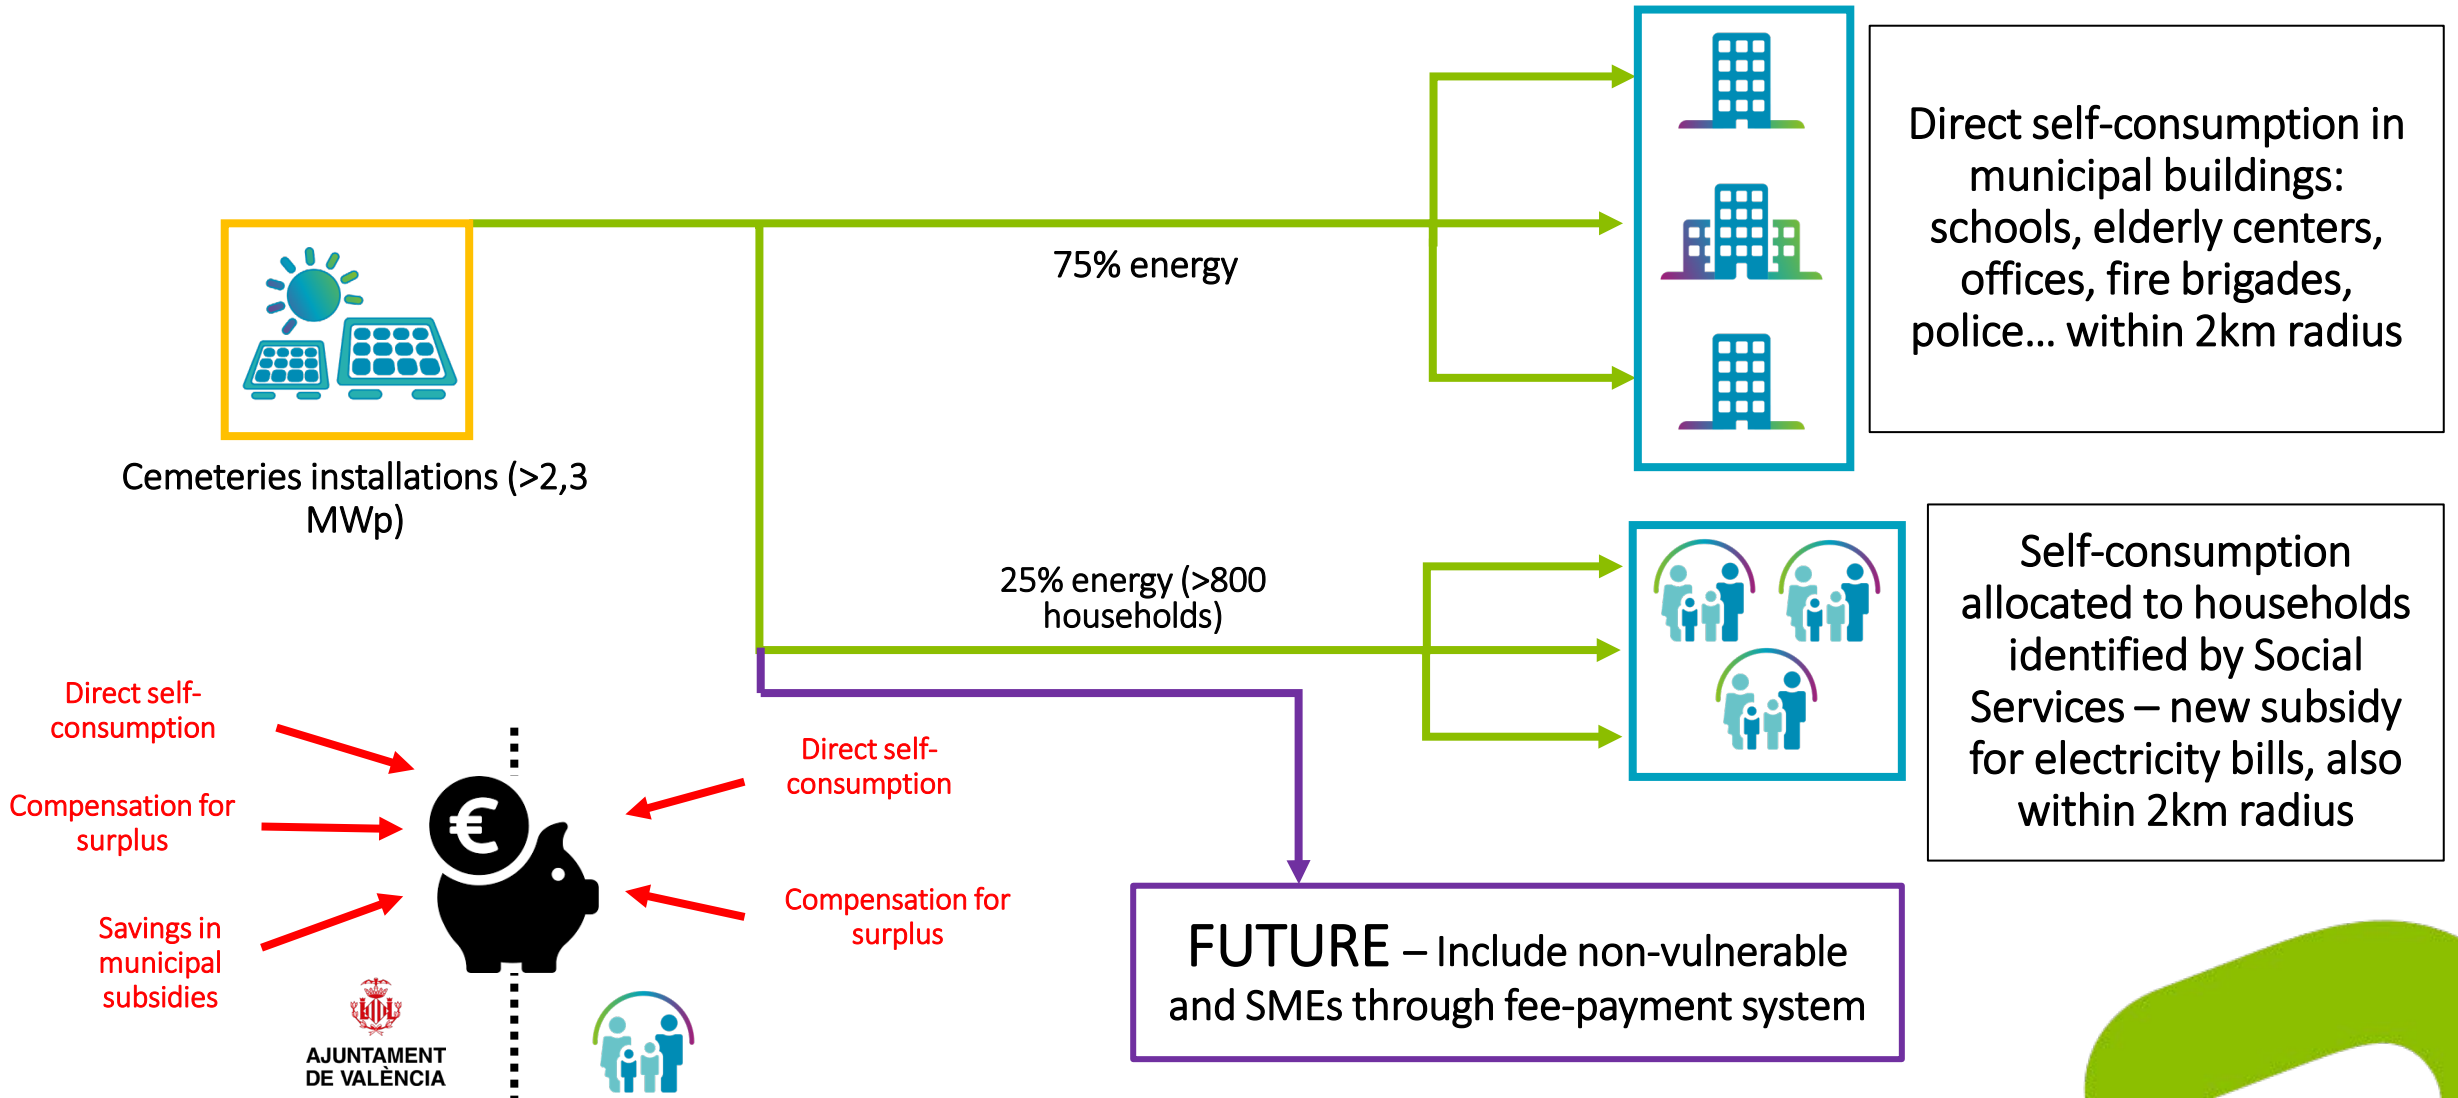 Direct self-consumption in
municipal buildings:
schools, elderly centers,
offices, fire brigades,
police... within 2km radius
75% energy
Cemeteries installations (>2,3
MWp)
25% energy (>800
households)
Self-consumption
allocated to households
identified by Social
Services – new subsidy
for electricity bills, also
within 2km radius
Direct self-
consumption
Compensation for
surplus
Savings in
municipal
subsidies
Direct self-
consumption
Compensation for
surplus
€
AJUNTAMENT
DE VALÈNCIA
FUTURE – Include non-vulnerable
and SMEs through fee-payment system